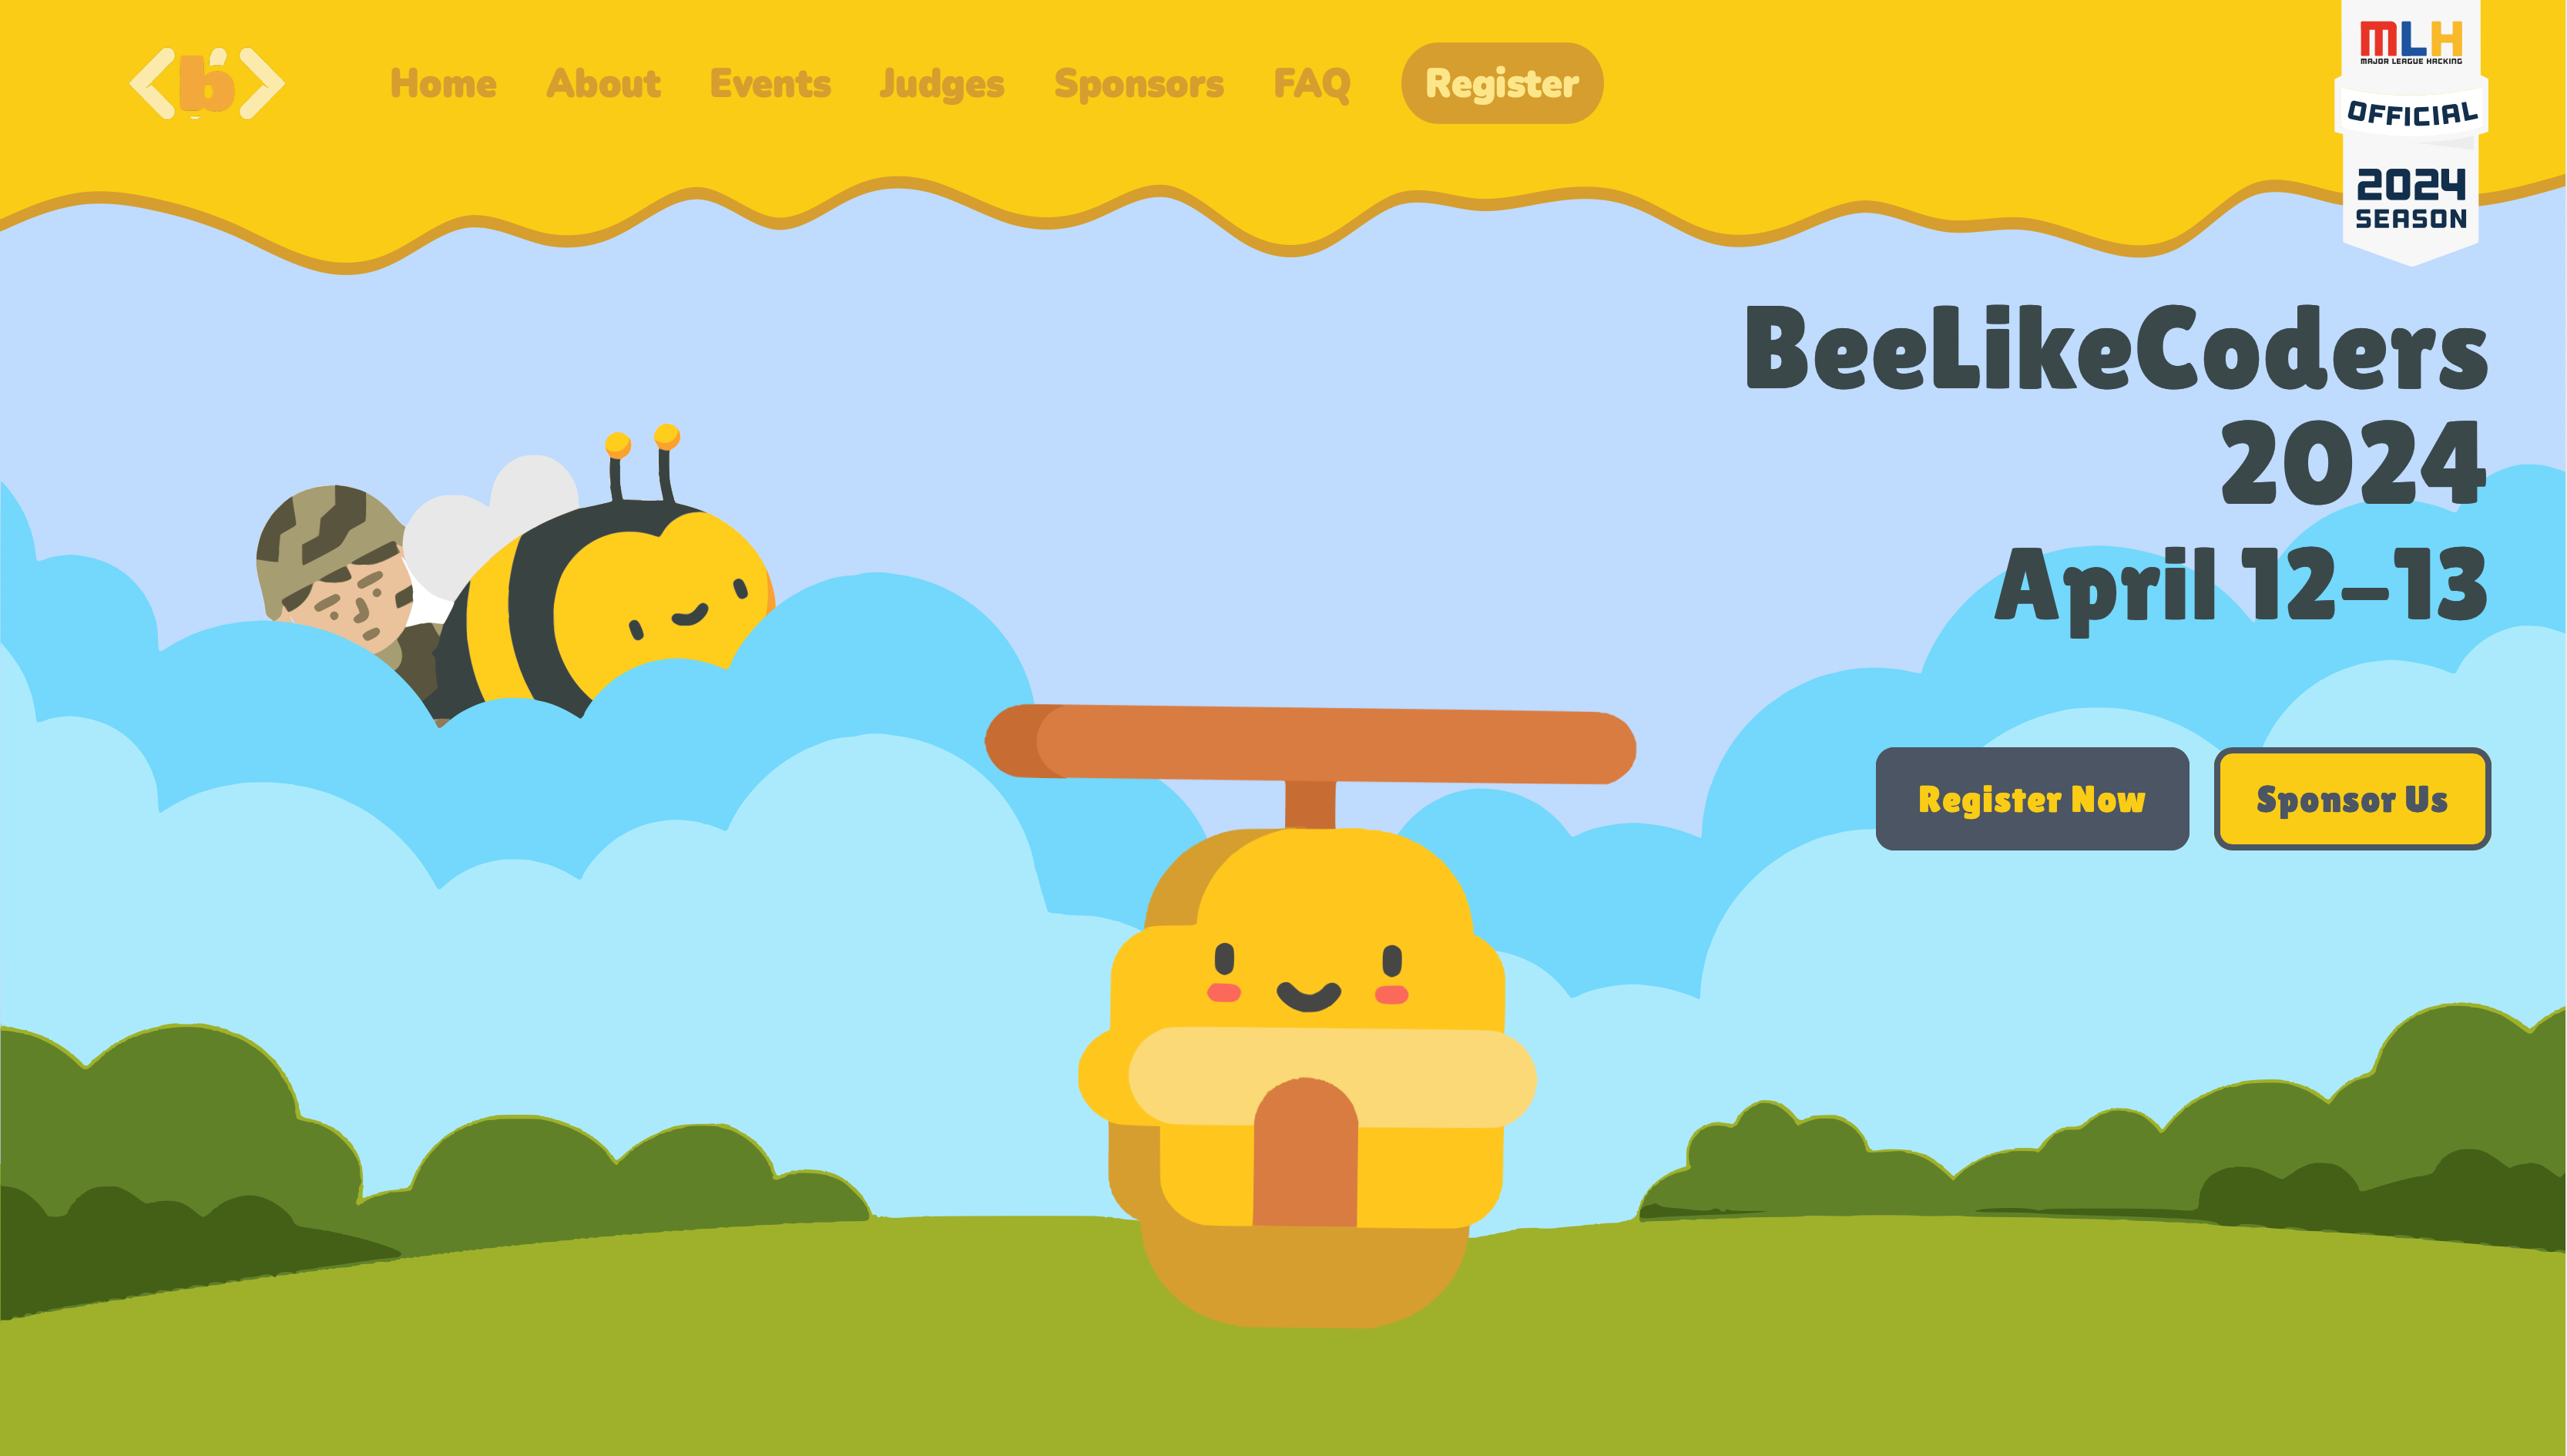 b
Home About Events Judges Sponsors FAQ Register
MLH
MAJOR LEAGUE HACKING
OFFICIAL
2024
SEASON
BeeLikeCoders
2024
April 12-13
Register Now
Sponsor Us